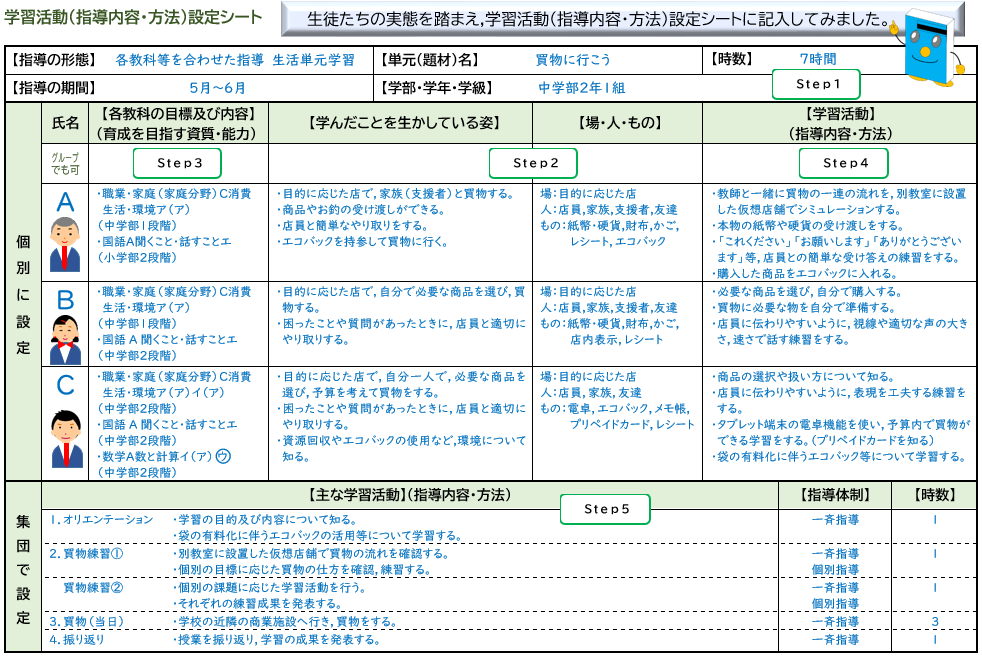 学習活動(指導内容・方法)設定シート
生徒たちの実態を踏まえ,学習活動(指導内容・方法)設定シートに記入してみました。
【指導の形態】 各教科等を合わせた指導 生活単元学習 【単元(題材)名】 買物に行こう 【時数】 7時間
【指導の期間】 5月~6月 【学部・学年・学級】 中学部2年1組
Step1
氏名
【各教科の目標及び内容】
(育成を目指す資質・能力)
【学んだことを生かしている姿】
【場・人・もの】
【学習活動】
(指導内容・方法)
グループ
でも可
Step3
Step2
Step4
個別に設定
A
・職業・家庭(家庭分野)C消費
生活・環境ア(ア)
(中学部1段階)
・国語A聞くこと・話すことエ
(小学部2段階)
・目的に応じた店で,家族(支援者)と買物する。
・商品やお釣の受け渡しができる。
・店員と簡単なやり取りをする。
・エコバックを持参して買物に行く。
場:目的に応じた店
人:店員,家族,支援者,友達
もの:紙幣・硬貨,財布,かご,
レシート,エコバック
・教師と一緒に買物の一連の流れを,別教室に設置
した仮想店舗でシミュレーションする。
・本物の紙幣や硬貨の受け渡しをする。
・「これください」「お願いします」「ありがとうござい
ます」等,店員との簡単な受け答えの練習をする。
・購入した商品をエコバックに入れる。
B
・職業・家庭(家庭分野)C消費
生活・環境ア(ア)
(中学部1段階)
・国語 A 聞くこと・話すことエ
(中学部2段階)
・目的に応じた店で,自分で必要な商品を選び,買
物する。
・困ったことや質問があったときに,店員と適切に
やり取りする。
場:目的に応じた店
人:店員,家族,支援者,友達
もの:紙幣・硬貨,財布,かご,
店内表示,レシート
・必要な商品を選び,自分で購入する。
・買物に必要な物を自分で準備する。
・店員に伝わりやすいように,視線や適切な声の大き
さ,速さで話す練習をする。
C
・職業・家庭(家庭分野)C消費
生活・環境ア(ア)イ(ア)
(中学部2段階)
・国語 A 聞くこと・話すことエ
(中学部2段階)
・数学A数と計算イ(ア)㋒
(中学部2段階)
・目的に応じた店で,自分一人で,必要な商品を
選び,予算を考えて買物をする。
・困ったことや質問があったときに,店員と適切に
やり取りする。
・資源回収やエコバックの使用など,環境について
知る。
場:目的に応じた店
人:店員,家族,友達
もの:電卓,エコバック,メモ帳,
プリペイドカード,レシート
・商品の選択や扱い方について知る。
・店員に伝わりやすいように,表現を工夫する練習を
する。
・タブレット端末の電卓機能を使い,予算内で買物が
できる学習をする。(プリペイドカードを知る)
・袋の有料化に伴うエコバック等について学習する。
集団で設定
【主な学習活動】(指導内容・方法) 【指導体制】 【時数】
Step5
1.オリエンテーション ・学習の目的及び内容について知る。 一斉指導 1
・袋の有料化に伴うエコバックの活用等について学習する。
2.買物練習① ・別教室に設置した仮想店舗で買物の流れを確認する。 一斉指導 1
・個別の目標に応じた買物の仕方を確認,練習する。 個別指導
買物練習② ・個別の課題に応じた学習活動を行う。 一斉指導 1
・それぞれの練習成果を発表する。 個別指導
3.買物(当日) ・学校の近隣の商業施設へ行き,買物をする。 一斉指導 3
4.振り返り ・授業を振り返り,学習の成果を発表する。 一斉指導 1